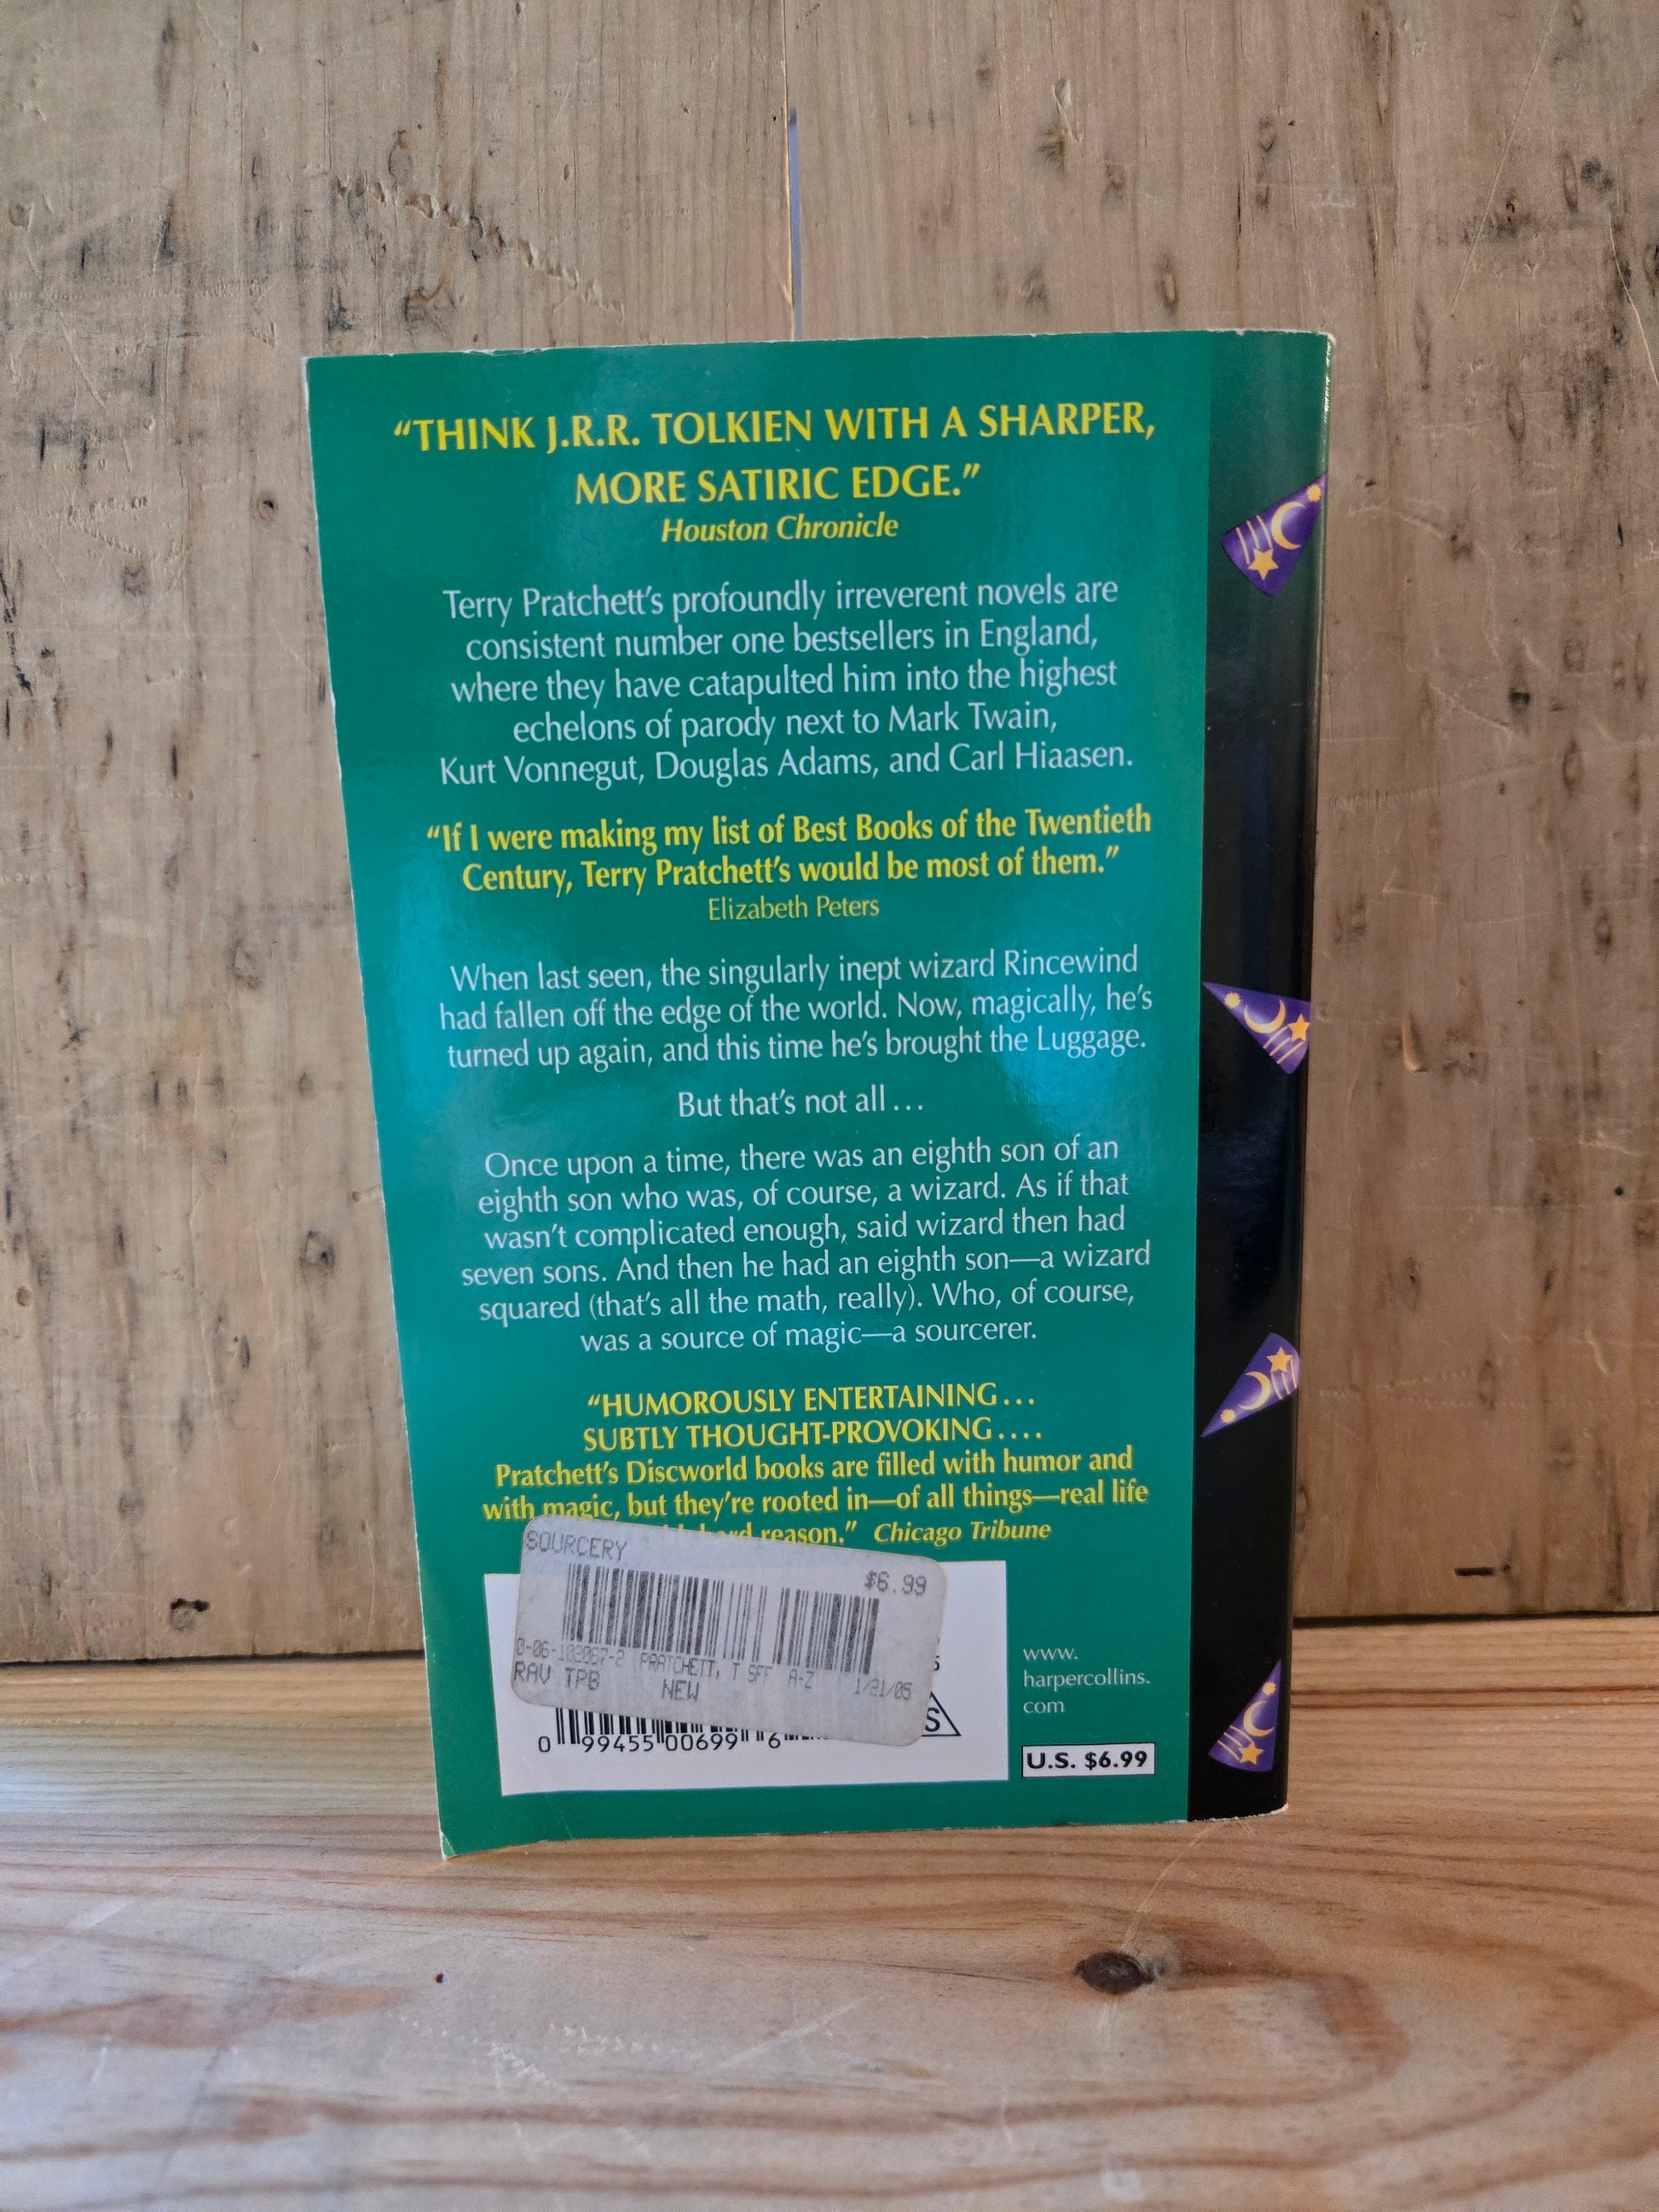 “THINK J.R.R. TOLKIEN WITH A SHARPER,
MORE SATIRIC EDGE.”
Houston Chronicle
Terry Pratchett’s profoundly irreverent novels are
consistent number one bestsellers in England,
where they have catapulted him into the highest
echelons of parody next to Mark Twain,
Kurt Vonnegut, Douglas Adams, and Carl Hiaasen.
“If I were making my list of Best Books of the Twentieth
Century, Terry Pratchett’s would be most of them.”
Elizabeth Peters
When last seen, the singularly inept wizard Rincewind
had fallen off the edge of the world. Now, magically, he’s
turned up again, and this time he’s brought the Luggage.
But that’s not all...
Once upon a time, there was an eighth son of an
eighth son who was, of course, a wizard. As if that
wasn’t complicated enough, said wizard then had
seven sons. And then he had an eighth son—a wizard
squared (that’s all the math, really). Who, of course,
was a source of magic—a sourcerer.
“HUMOROUSLY ENTERTAINING...
SUBTLY THOUGHT-PROVOKING....
Pratchett’s Discworld books are filled with humor and
with magic, but they’re rooted in—of all things—real life
reason.” Chicago Tribune
SOURCERY
$6.99
0-06-102067-2 PRATCHETT, T SFF A-Z 1/21/05
RAV TPB NEW
0 99455 00699 6
S
www.
harpercollins.
com
U.S. $6.99